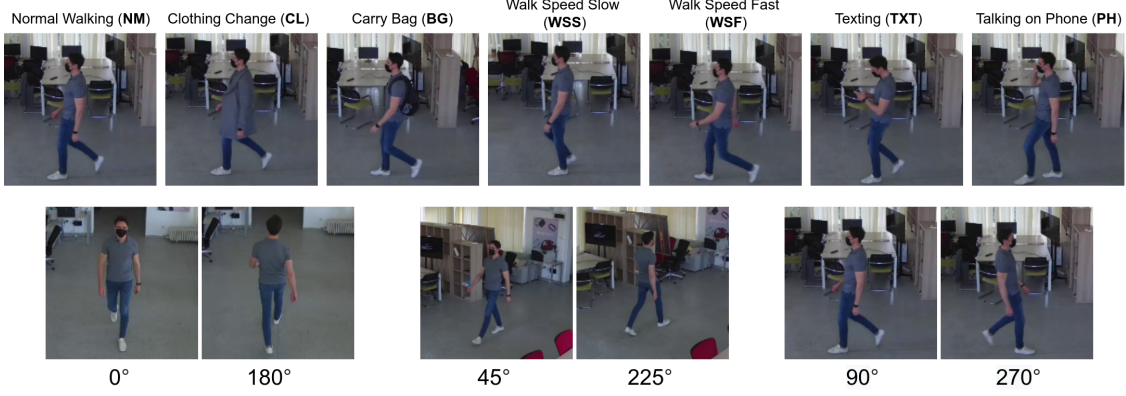 Normal Walking (NM)
Clothing Change (CL)
Carry Bag (BG)
Walk Speed Slow
(WSS)
Walk Speed Fast
(WSF)
Texting (TXT)
Talking on Phone (PH)
0°
180°
45°
225°
90°
270°